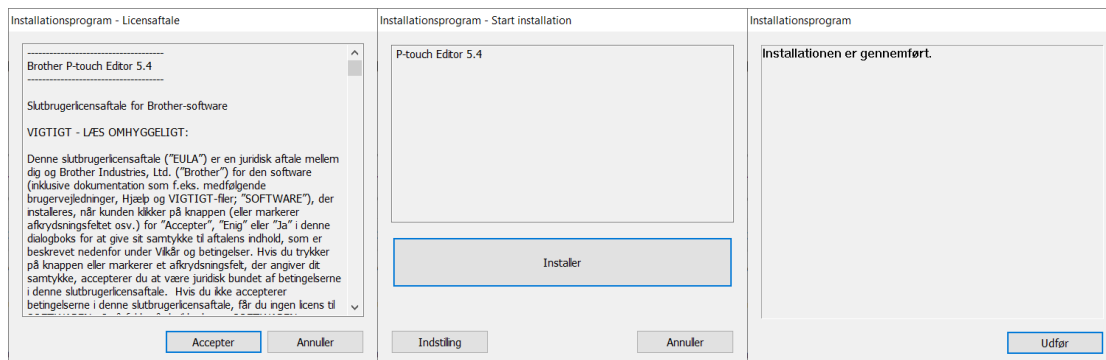 Installationsprogram - Licensaftale
------------------------------------
Brother P-touch Editor 5.4
------------------------------------
Slutbrugerlicensaftale for Brother-software
VIGTIGT - LÆS OMHYGGELIGT:
Denne slutbrugerlicensaftale ("EULA") er en juridisk aftale mellem
dig og Brother Industries, Ltd. ("Brother") for den software
(inklusive dokumentation som f.eks. medfølgende
brugervejledninger, Hjælp og VIGTIGT-filer; "SOFTWARE"), der
installeres, når kunden klikker på knappen (eller markerer
afkrydsningsfeltet osv.) for "Accepter", "Enig" eller "Ja" i denne
dialogboks for at give sit samtykke til aftalens indhold, som er
beskrevet nedenfor under Vilkår og betingelser. Hvis du trykker
på knappen eller markerer et afkrydsningsfelt, der angiver dit
samtykke, accepterer du at være juridisk bundet af betingelserne
i denne slutbrugerlicensaftale.  Hvis du ikke accepterer
betingelserne i denne slutbrugerlicensaftale, får du ingen licens til
Accepter
Annuller
Installationsprogram - Start installation
P-touch Editor 5.4
Installer
Indstiling
Annuller
Installationsprogram
Installationen er gennemført.
Udfør